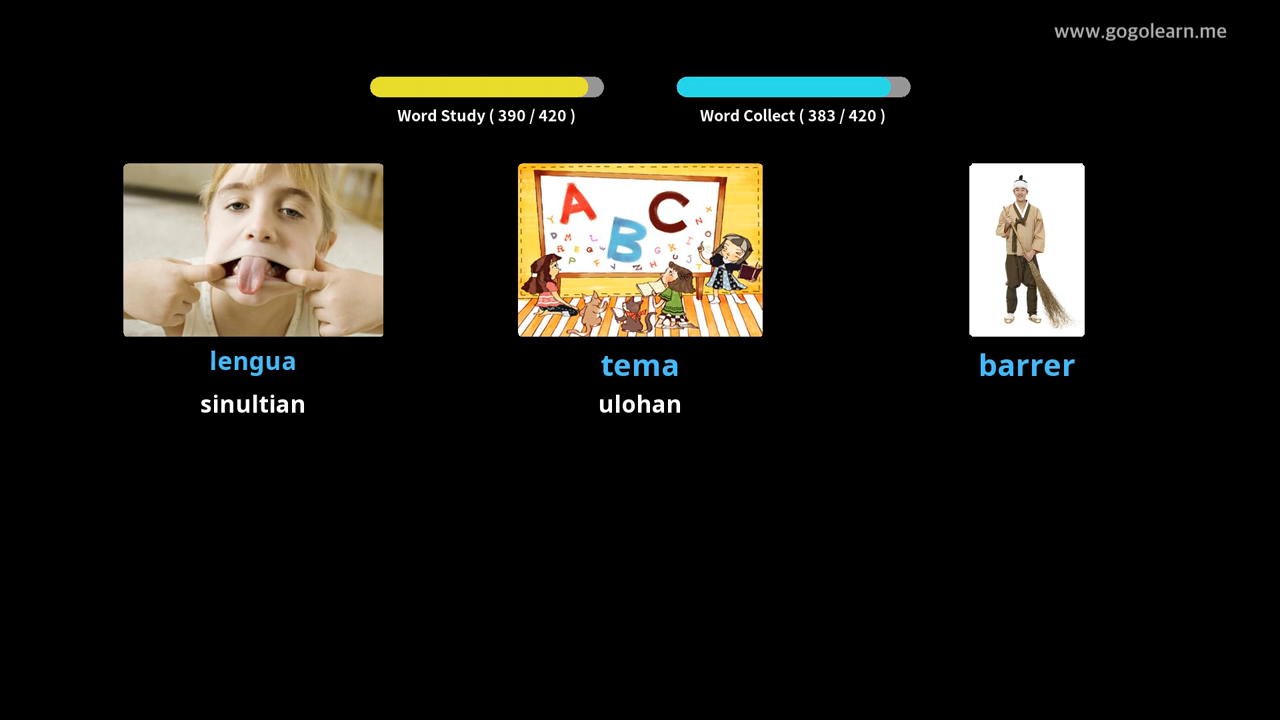 www.gogolearn.me
Word Study ( 390 / 420 )
Word Collect ( 383 / 420 )
A
B
C
lengua
tema
barrer
sinultian
ulohan